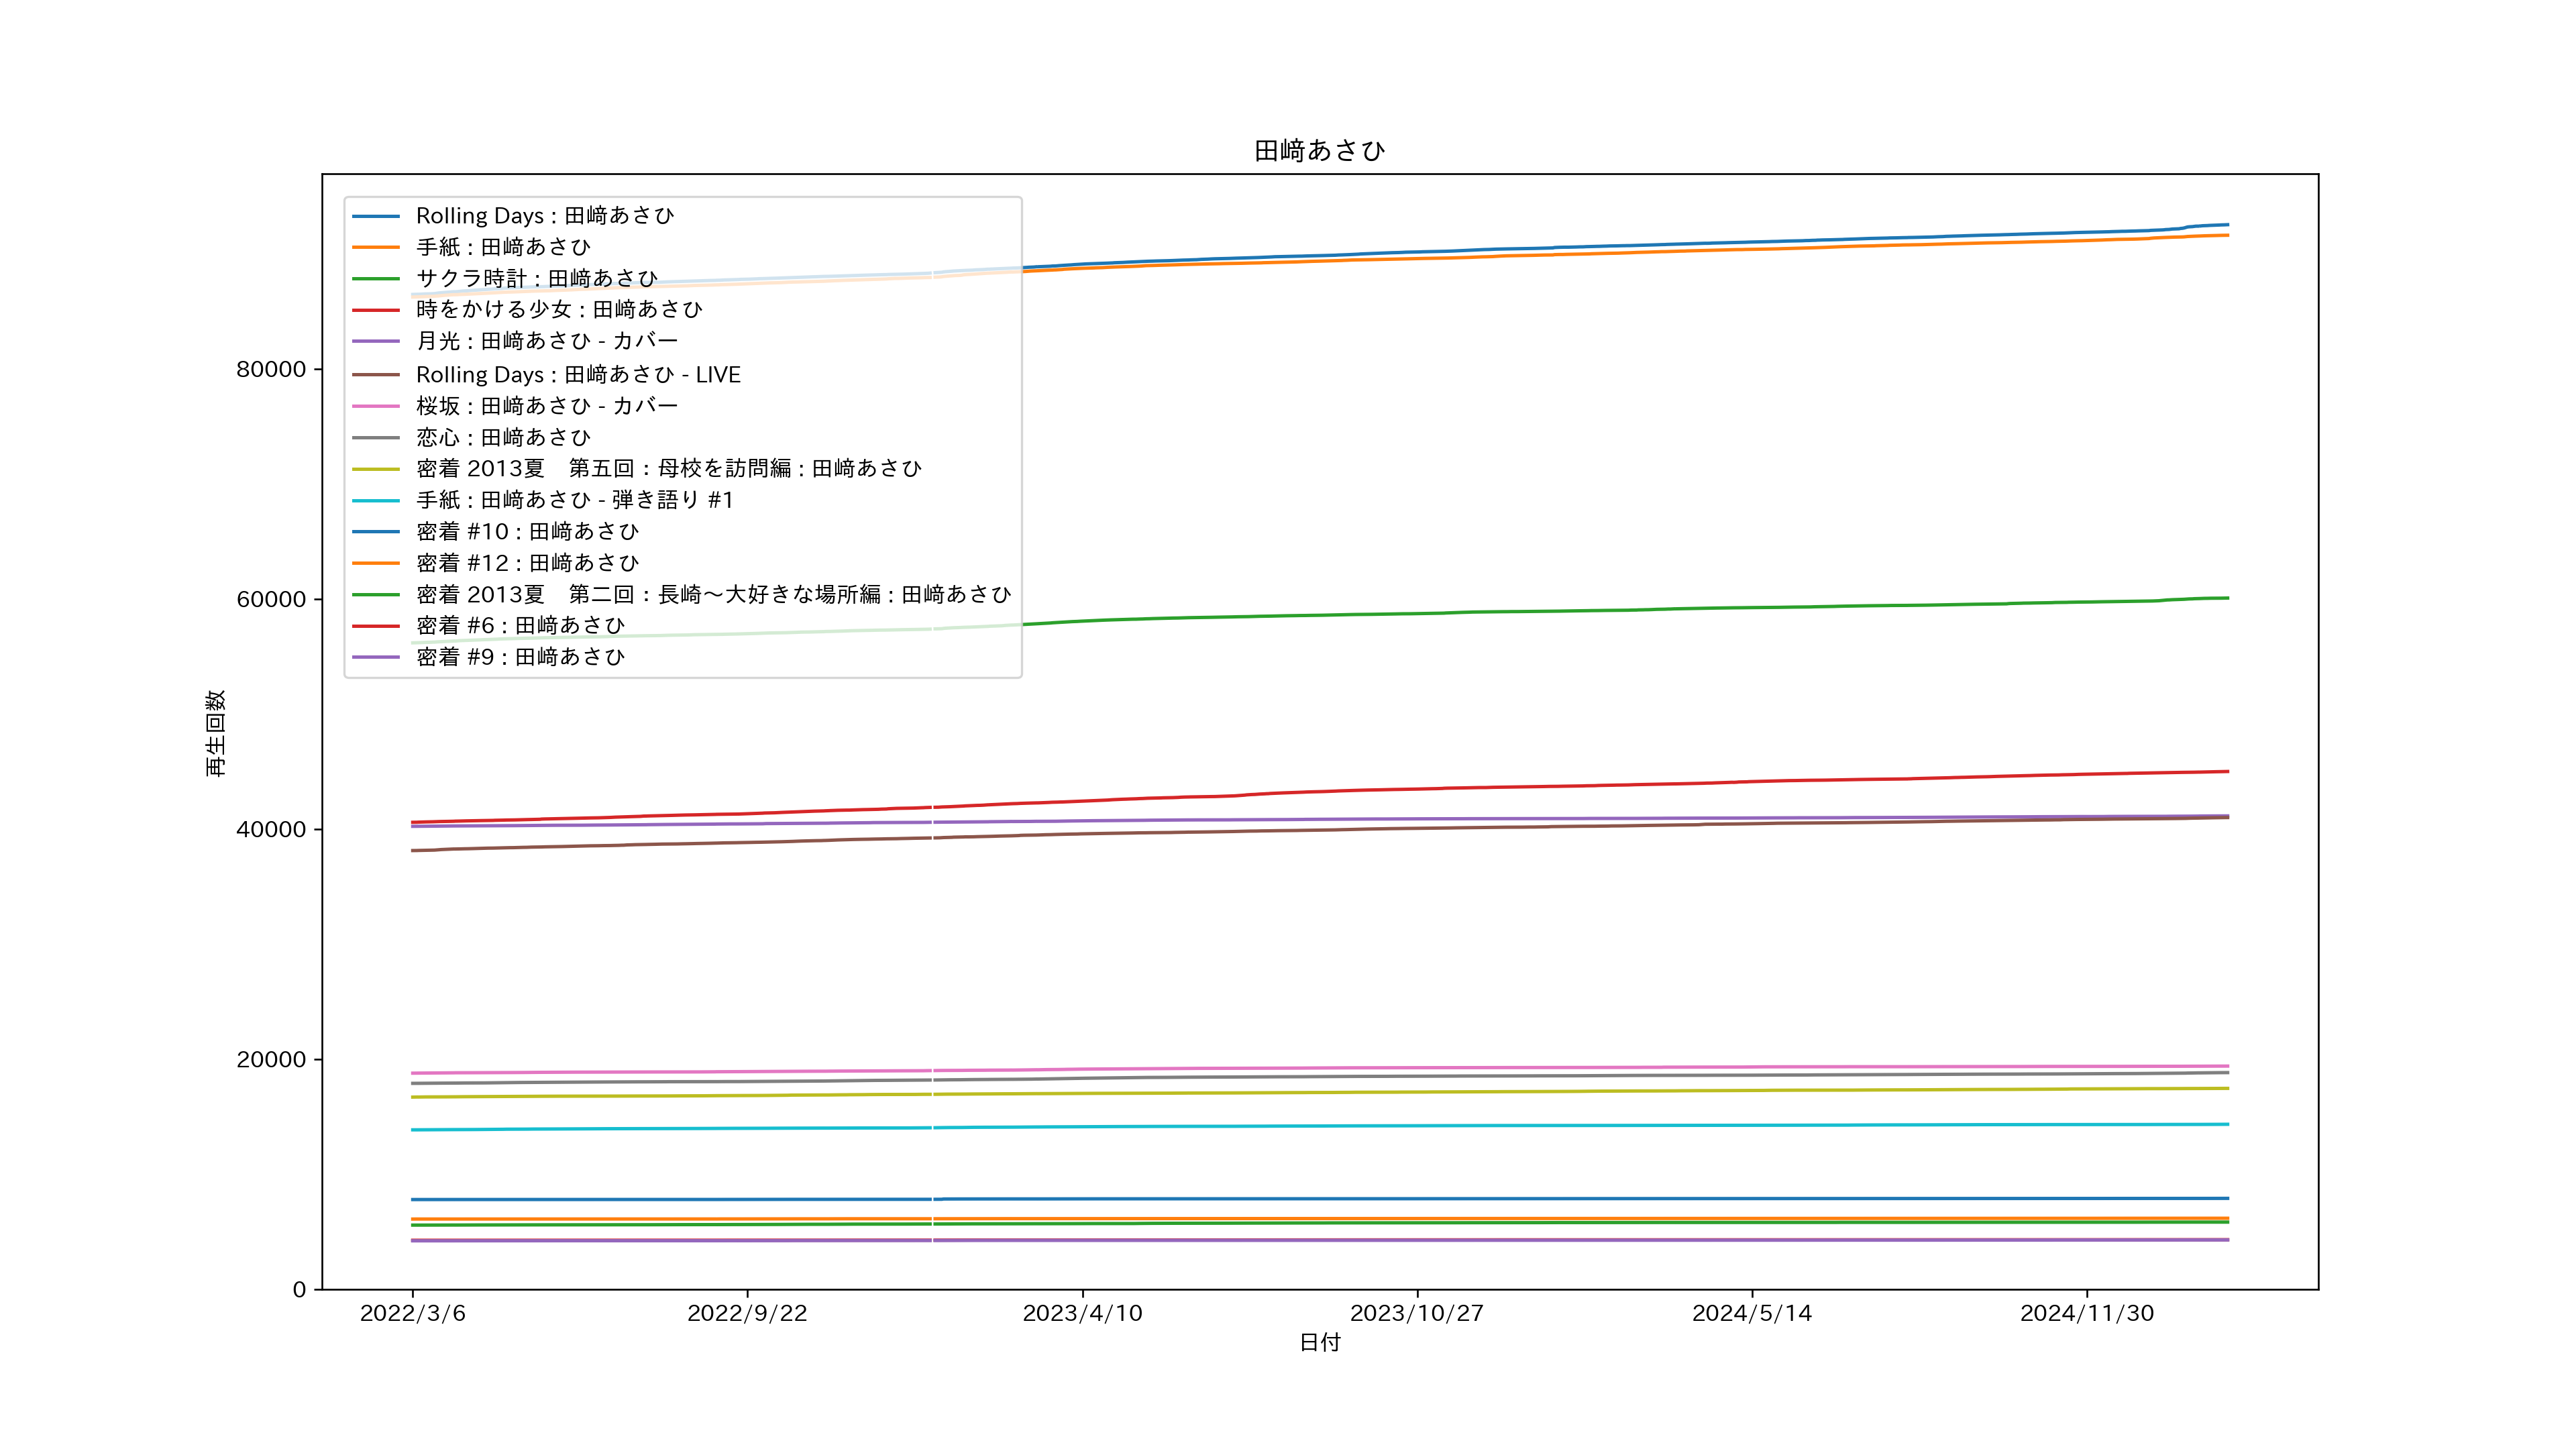 田﨑あさひ
Rolling Days : 田﨑あさひ
手紙 : 田﨑あさひ
サクラ時計 : 田﨑あさひ
時をかける少女 : 田﨑あさひ
月光 : 田﨑あさひ - カバー
Rolling Days : 田﨑あさひ - LIVE
桜坂 : 田﨑あさひ - カバー
恋心 : 田﨑あさひ
密着 2013夏　第五回：母校を訪問編 : 田﨑あさひ
手紙 : 田﨑あさひ - 弾き語り #1
密着 #10 : 田﨑あさひ
密着 #12 : 田﨑あさひ
密着 2013夏　第二回：長崎～大好きな場所編 : 田﨑あさひ
密着 #6 : 田﨑あさひ
密着 #9 : 田﨑あさひ
再生回数
80000
60000
40000
20000
0
2022/3/6 2022/9/22 2023/4/10 2023/10/27 2024/5/14 2024/11/30
日付